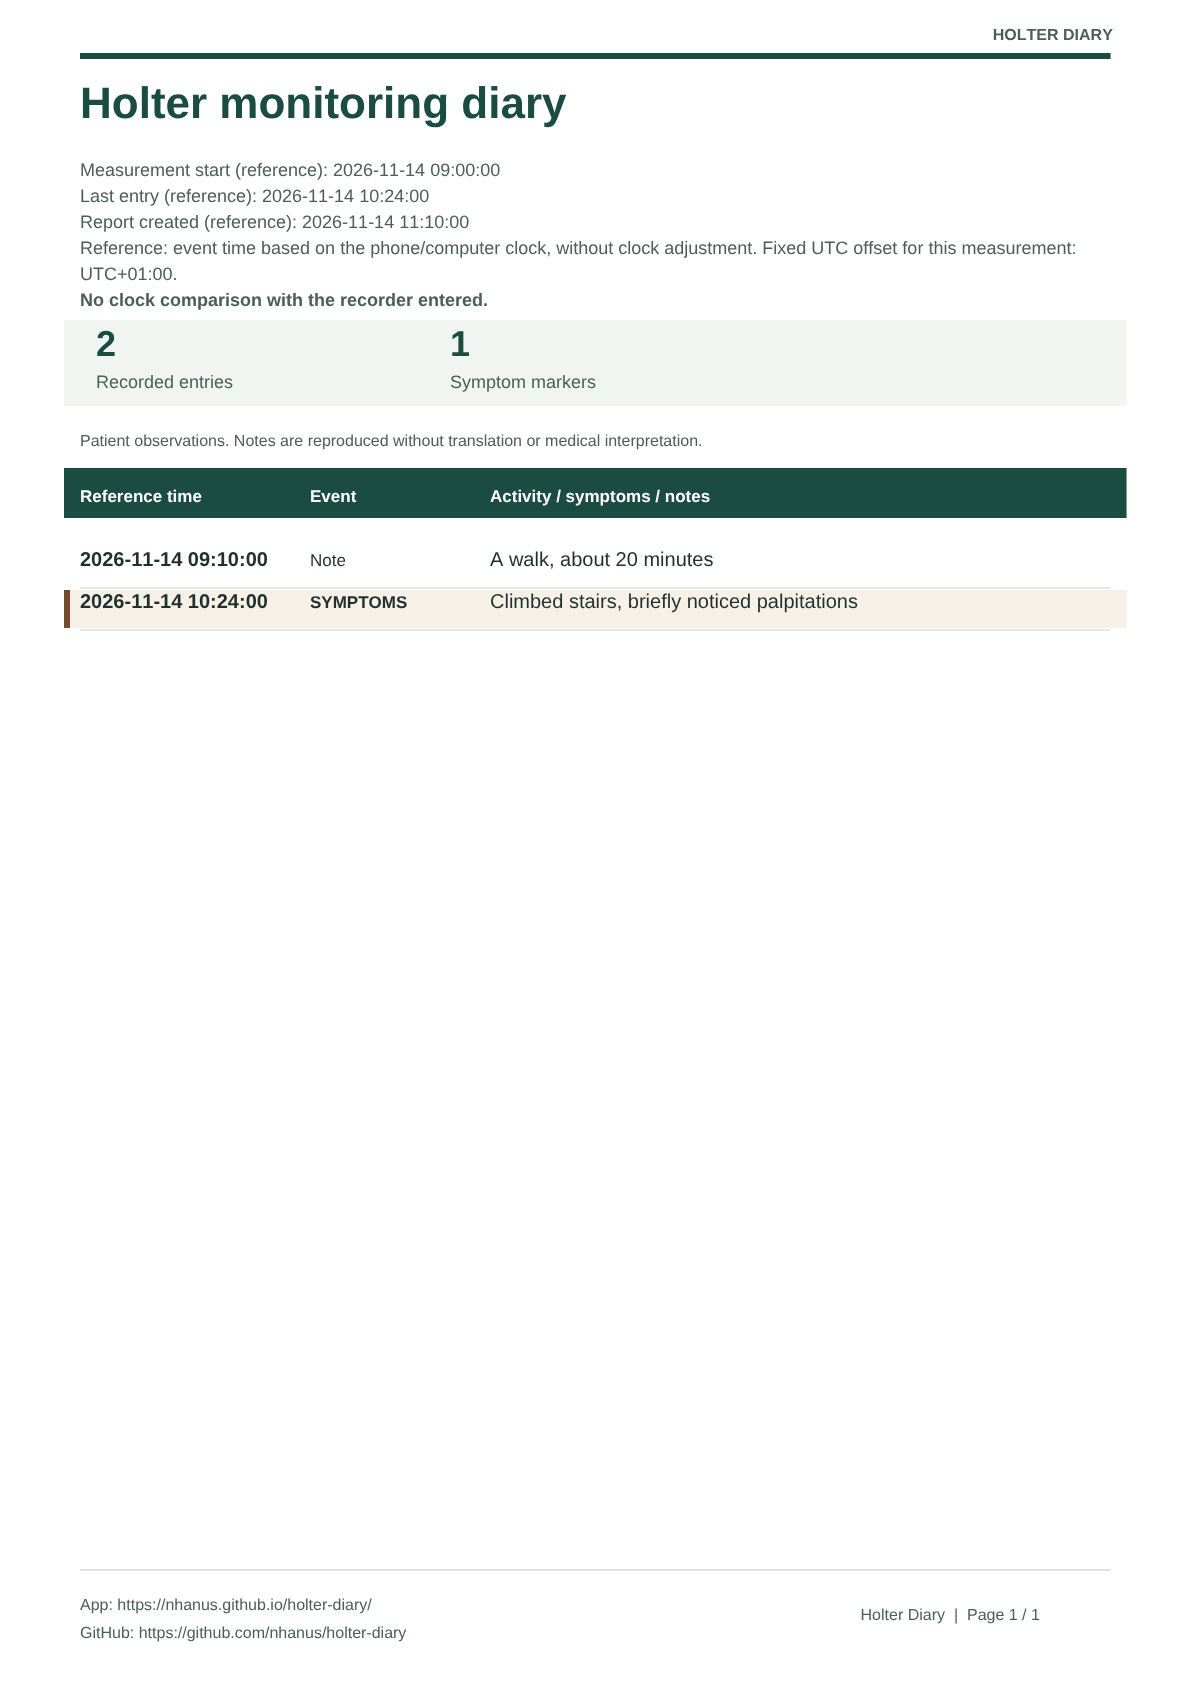 HOLTER DIARY
Holter monitoring diary
Measurement start (reference): 2026-11-14 09:00:00
Last entry (reference): 2026-11-14 10:24:00
Report created (reference): 2026-11-14 11:10:00
Reference: event time based on the phone/computer clock, without clock adjustment. Fixed UTC offset for this measurement:
UTC+01:00.
No clock comparison with the recorder entered.
2 1
Recorded entries Symptom markers
Patient observations. Notes are reproduced without translation or medical interpretation.
Reference time Event Activity / symptoms / notes
2026-11-14 09:10:00 Note A walk, about 20 minutes
2026-11-14 10:24:00 SYMPTOMS Climbed stairs, briefly noticed palpitations
App: https://nhanus.github.io/holter-diary/
GitHub: https://github.com/nhanus/holter-diary
Holter Diary | Page 1 / 1